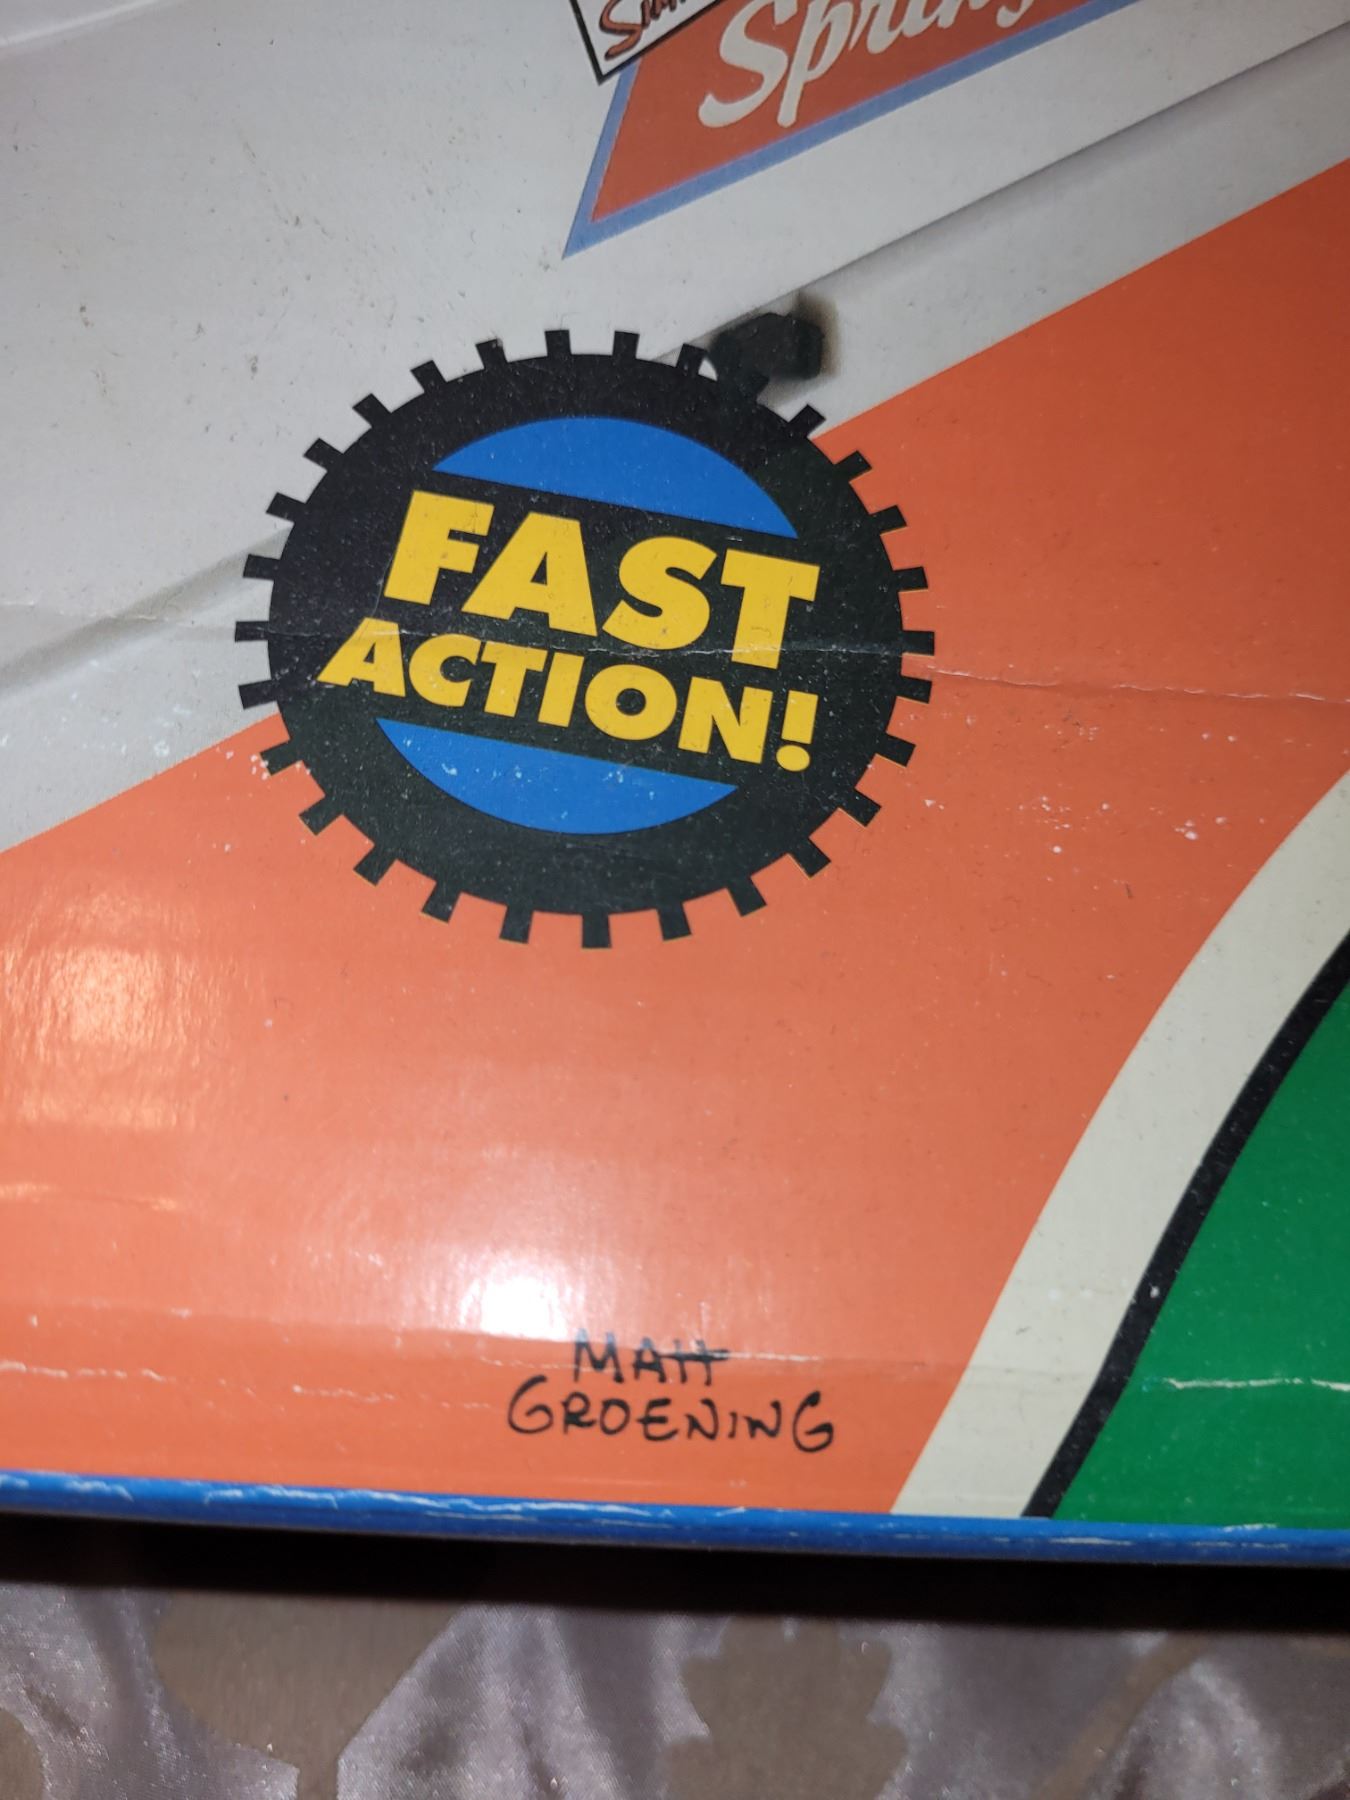 FAST
ACTION!
MATT
GROENING